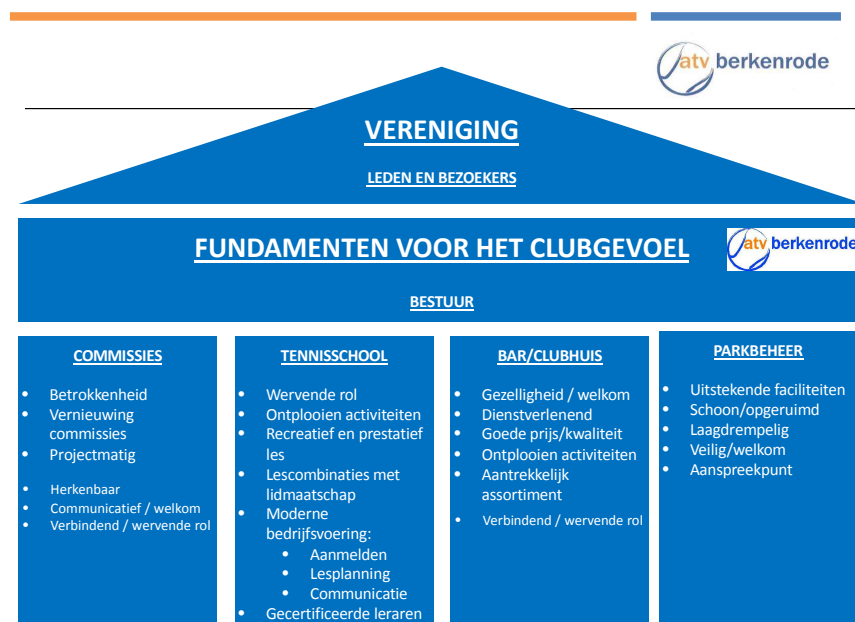 atv berkenrode
VERENIGING
LEDEN EN BEZOEKERS
FUNDAMENTEN VOOR HET CLUBGEVOEL
atv berkenrode
BESTUUR
COMMISSIES
• Betrokkenheid
• Vernieuwing
commissies
• Projectmatig
• Herkenbaar
• Communicatief / welkom
• Verbindend / wervende rol
TENNISSCHOOL
• Wervende rol
• Ontplooien activiteiten
• Recreatief en prestatief
les
• Lescombinaties met
lidmaatschap
• Moderne
bedrijfsvoering:
• Aanmelden
• Lesplanning
• Communicatie
• Gecertificeerde leraren
BAR/CLUBHUIS
• Gezelligheid / welkom
• Dienstverlenend
• Goede prijs/kwaliteit
• Ontplooien activiteiten
• Aantrekkelijk
assortiment
• Verbindend / wervende rol
PARKBEHEER
• Uitstekende faciliteiten
• Schoon/opgeruimd
• Laagdrempelig
• Veilig/welkom
• Aanspreekpunt